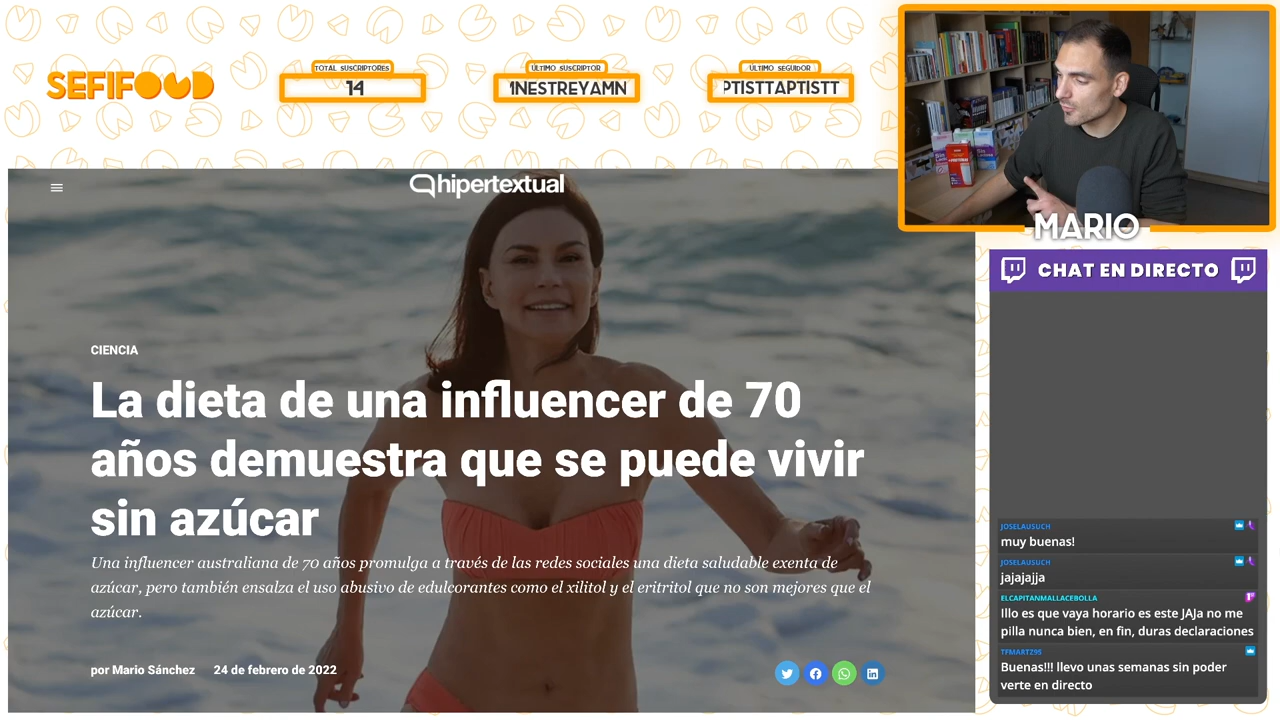 SEFIFOOD
TOTAL SUSCRIPTORES
14
ÚLTIMO SUSCRIPTOR
1NESTREYAMN
ÚLTIMO SEGUIDOR
PTISTTAPTISTT
hipertextual
MARIO
CHAT EN DIRECTO
CIENCIA
La dieta de una influencer de 70
años demuestra que se puede vivir
sin azúcar
Una influencer australiana de 70 años promulga a través de las redes sociales una dieta saludable exenta de
azúcar, pero también ensalza el uso abusivo de edulcorantes como el xilitol y el eritritol que no son mejores que el
azúcar.
por Mario Sánchez 24 de febrero de 2022
JOSELAUSUCH
muy buenas!
JOSELAUSUCH
jajajajja
ELCAPITANMALLACEBOLLA
Illo es que vaya horario es este JAJa no me
pilla nunca bien, en fin, duras declaraciones
TFMARTZ95
Buenas!!! llevo unas semanas sin poder
verte en directo